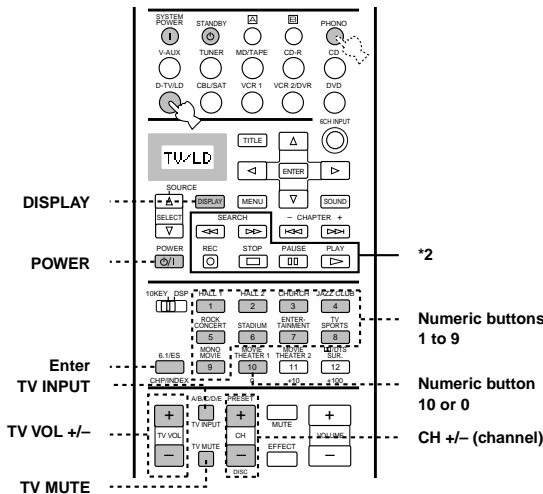 SYSTEM
POWER
STANDBY
A
B
PHONO
V-AUX
TUNER
MD/TAPE
CD-R
CD
D-TV/LD
CBL/SAT
VCR 1
VCR 2/DVR
DVD
6CH INPUT
TV/LD
TITLE
ENTER
SOURCE
DISPLAY
MENU
SOUND
DISPLAY
SELECT
SEARCH
– CHAPTER +
POWER
REC
STOP
PAUSE
PLAY
*2
POWER
10KEY
DSP
HALL 1
HALL 2
CHURCH
JAZZ CLUB
1
2
3
4
ROCK
CONCERT
STADIUM
ENTER-
TAINMENT
TV
SPORTS
5
6
7
8
Numeric buttons
1 to 9
MONO
MOVIE
MOVIE
THEATER 1
MOVIE
THEATER 2
/DTS
SUR.
6.1/ES
9
10
11
12
Enter
CHP/INDEX
0
+10
+100
Numeric button
10 or 0
TV INPUT
A/B/C/D/E
PRESET
TV INPUT
MUTE
TV VOL +/–
+
TV VOL
–
+
CH
–
+
VOLUME
–
CH +/– (channel)
TV MUTE
EFFECT
DISC
TV MUTE